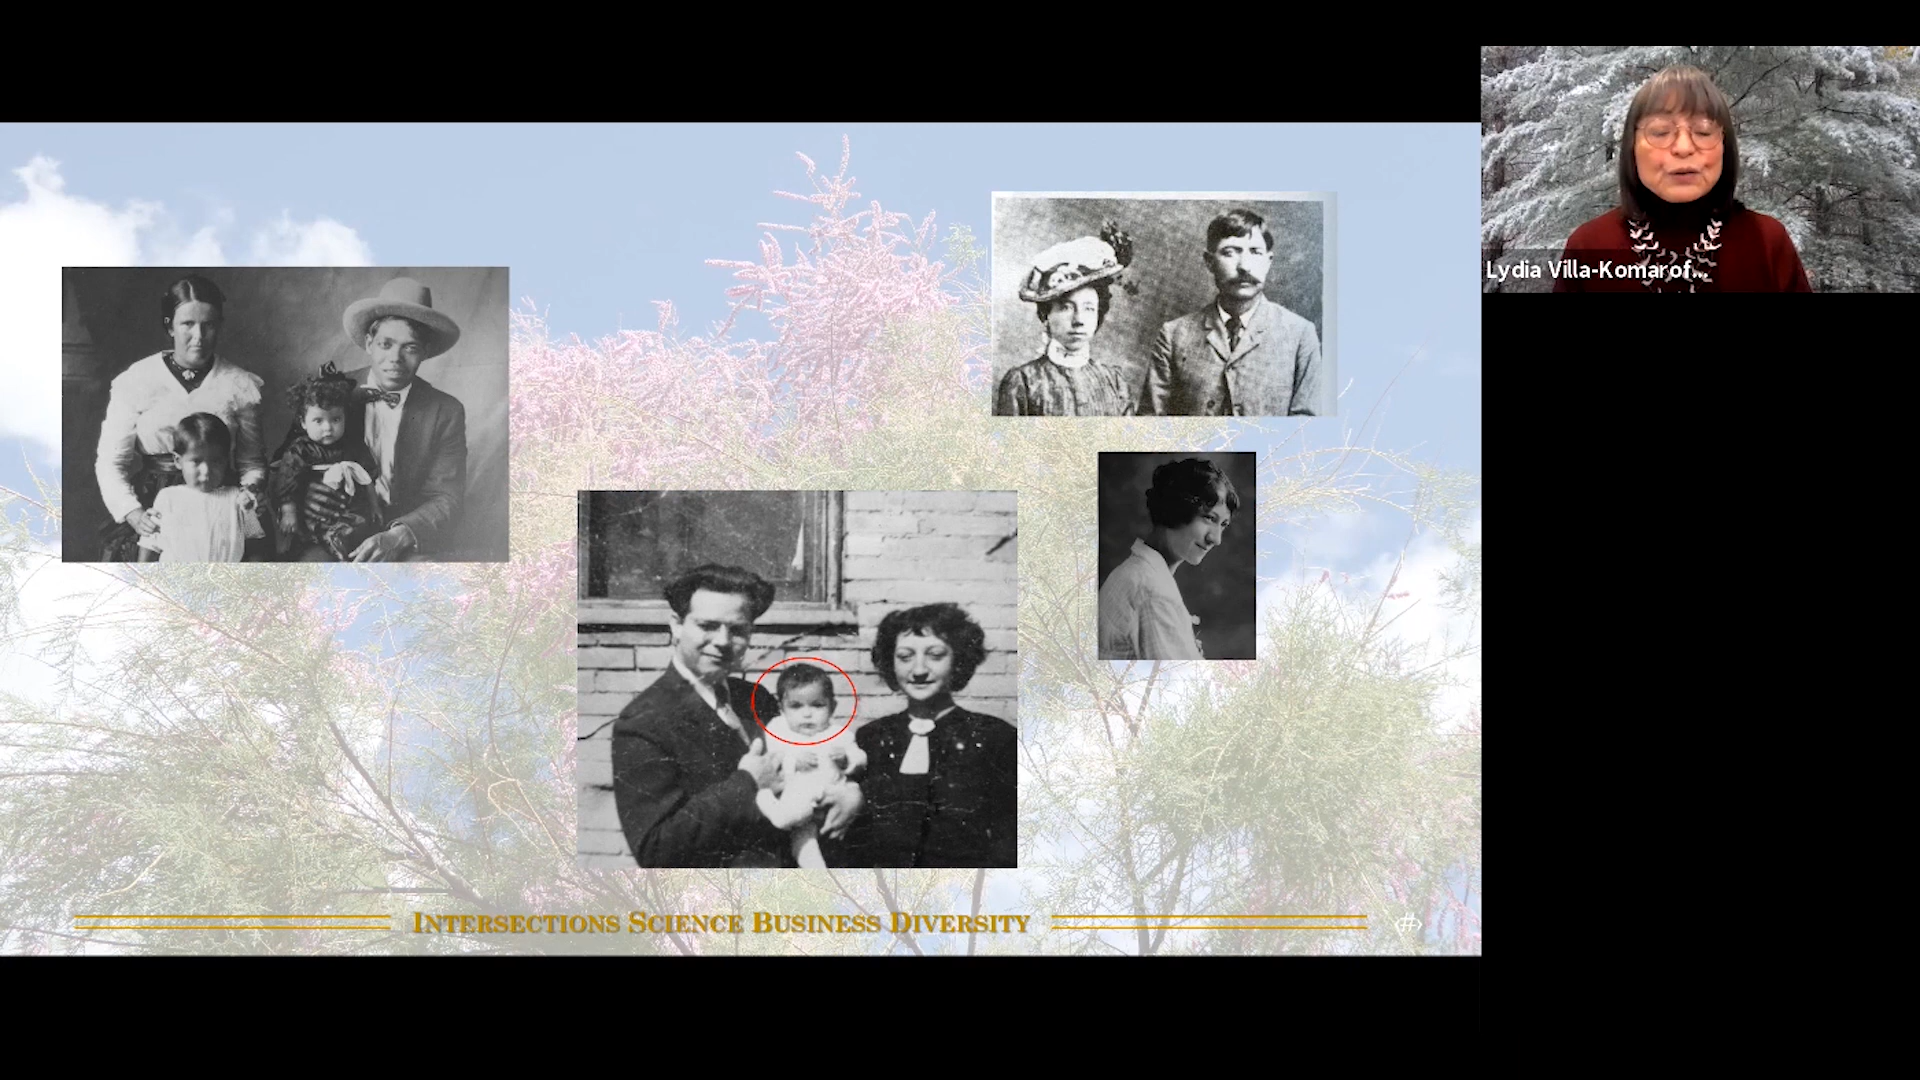 Lydia Villa-Komarof...
INTERSECTIONS SCIENCE BUSINESS DIVERSITY
‹#›